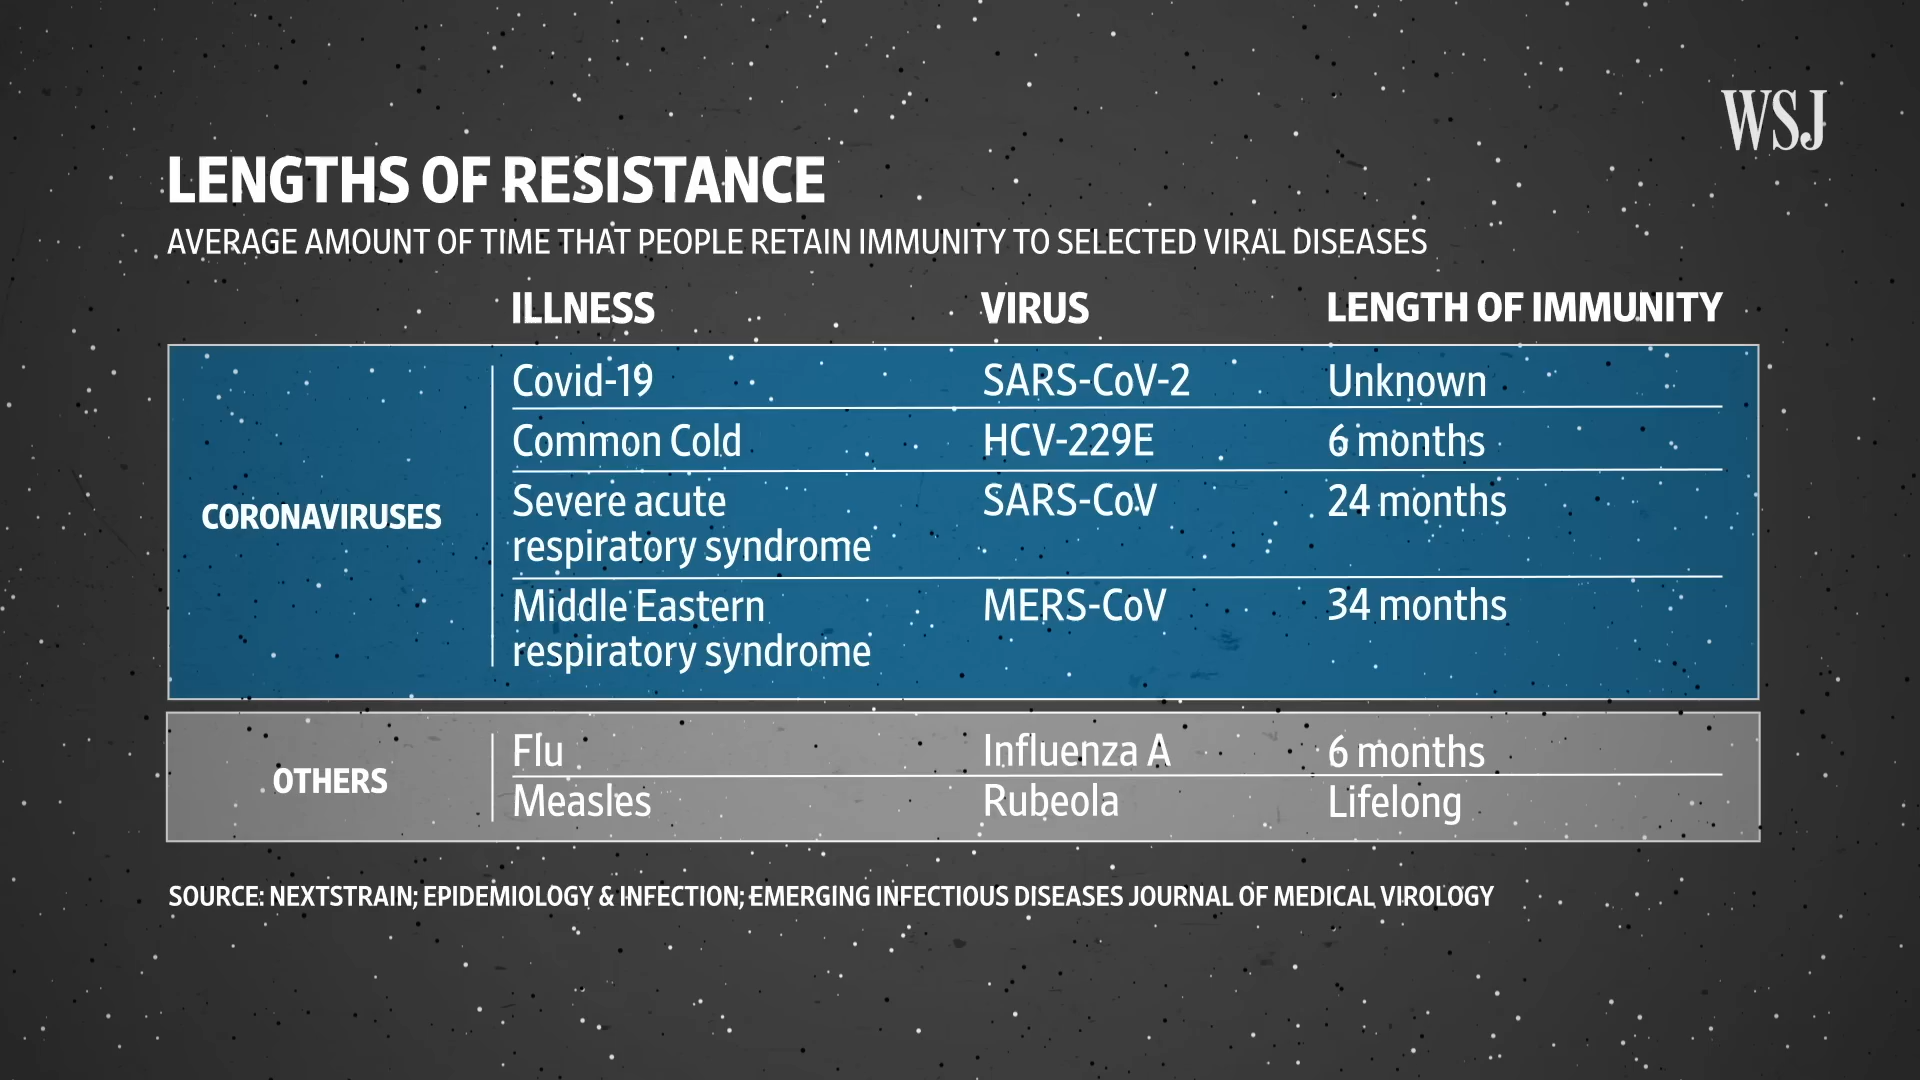 WSJ
LENGTHS OF RESISTANCE
AVERAGE AMOUNT OF TIME THAT PEOPLE RETAIN IMMUNITY TO SELECTED VIRAL DISEASES
ILLNESS VIRUS LENGTH OF IMMUNITY
CORONAVIRUSES
Covid-19 SARS-CoV-2 Unknown
Common Cold HCV-229E 6 months
Severe acute SARS-CoV 24 months
respiratory syndrome
Middle Eastern MERS-CoV 34 months
respiratory syndrome
OTHERS
Flu Influenza A 6 months
Measles Rubeola Lifelong
SOURCE: NEXTSTRAIN; EPIDEMIOLOGY & INFECTION; EMERGING INFECTIOUS DISEASES JOURNAL OF MEDICAL VIROLOGY